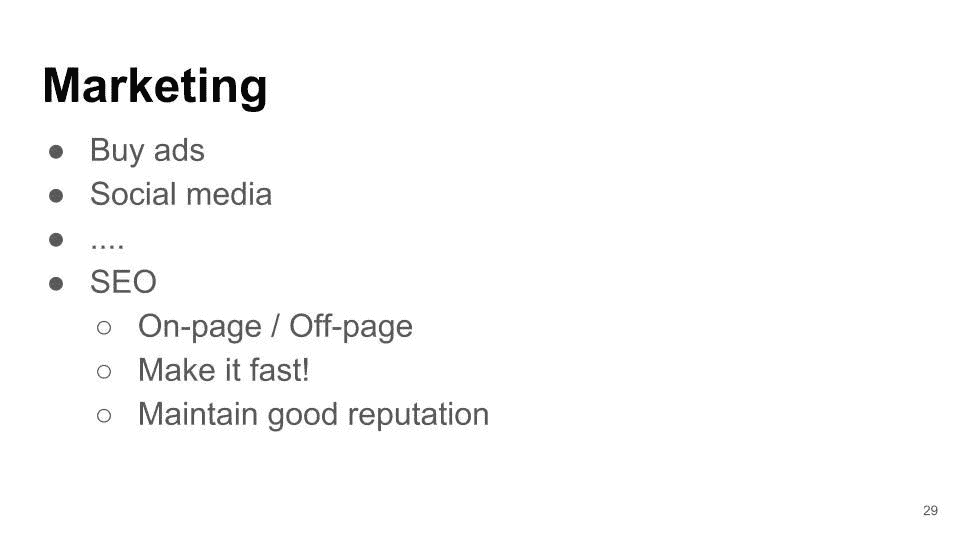 Marketing
● Buy ads
● Social media
● ....
● SEO
○ On-page / Off-page
○ Make it fast!
○ Maintain good reputation
29